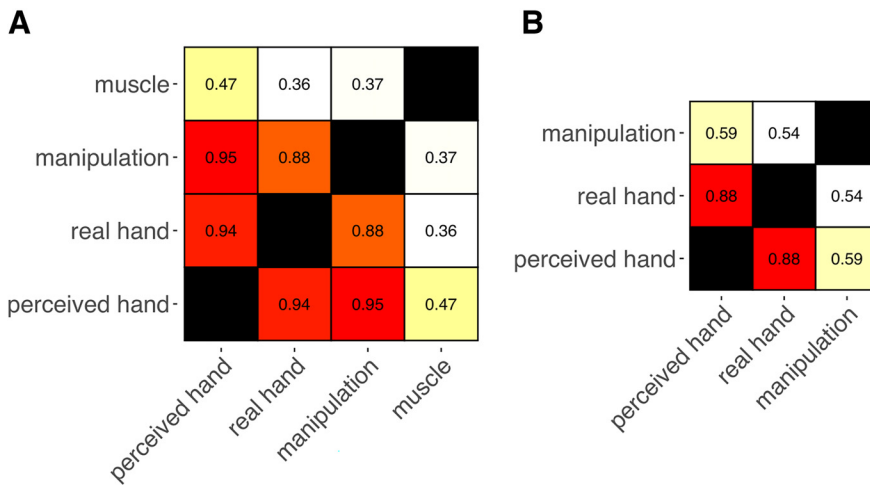 A
muscle
0.47 0.36 0.37
manipulation
0.95 0.88 0.37
real hand
0.94 0.88 0.36
perceived hand
0.94 0.95 0.47
perceived hand
real hand
manipulation
muscle
B
manipulation
0.59 0.54
real hand
0.88 0.54
perceived hand
0.88 0.59
perceived hand
real hand
manipulation